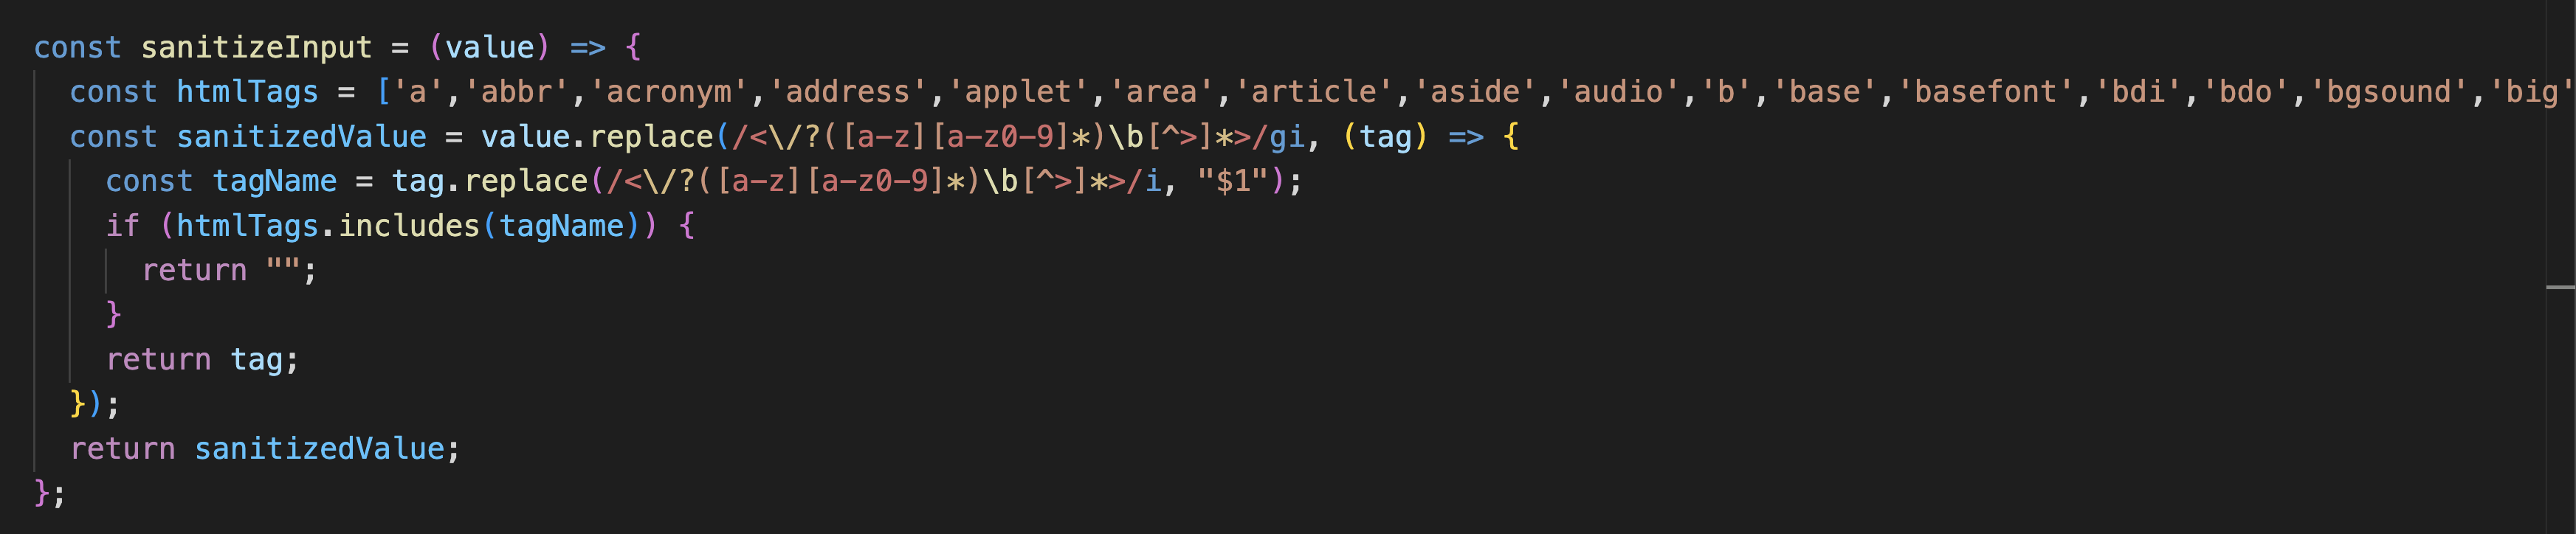 const sanitizeInput = (value) => {
  const htmlTags = ['a','abbr','acronym','address','applet','area','article','aside','audio','b','base','basefont','bdi','bdo','bgsound','big'
  const sanitizedValue = value.replace(/<\/?([a-z][a-z0-9]*)\b[^>]*>/gi, (tag) => {
    const tagName = tag.replace(/<\/?([a-z][a-z0-9]*)\b[^>]*>/i, "$1");
    if (htmlTags.includes(tagName)) {
      return "";
    }
    return tag;
  });
  return sanitizedValue;
};